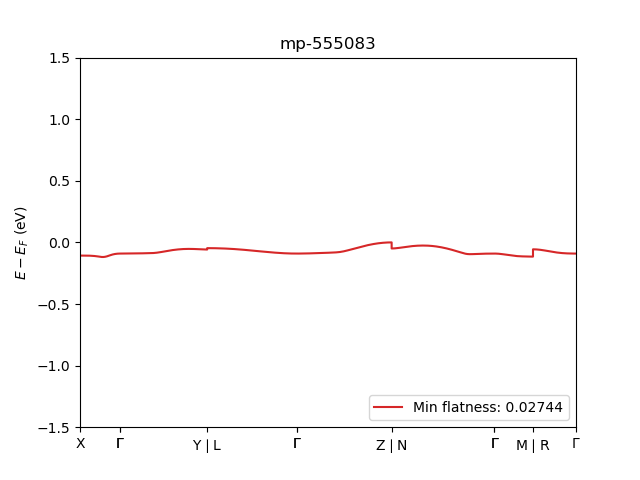 mp-555083
1.5
1.0
0.5
0.0
−0.5
−1.0
−1.5
E − E_F (eV)
Min flatness: 0.02744
X Γ Y | L Γ Z | N Γ M | R Γ